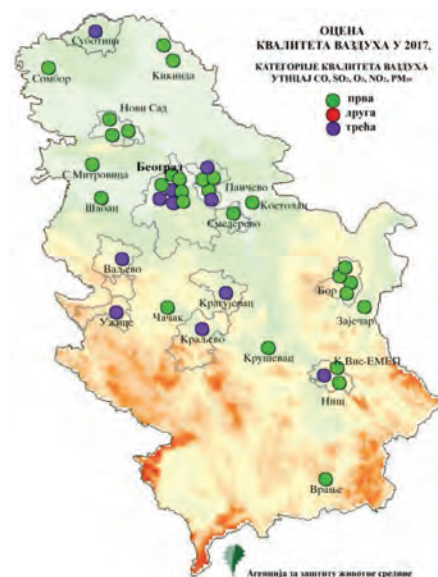 ОЦЕНА
КВАЛИТЕТА ВАЗДУХА У 2017.
КАТЕГОРИЈЕ КВАЛИТЕТА ВАЗДУХА
УТИЦАЈ CO, SO₂, O₃, NO₂, PM₁₀
прва
друга
трећа
Суботица
Сомбор
Кикинда
Нови Сад
С.Митровица
Београд
Панчево
Шабац
Костолац
Смедерево
Ваљево
Бор
Ужице
Чачак
Крагујевац
Зајечар
Краљево
Крушевац
К.Вис-ЕМЕП
Ниш
Врање
Агенција за заштиту животне средине